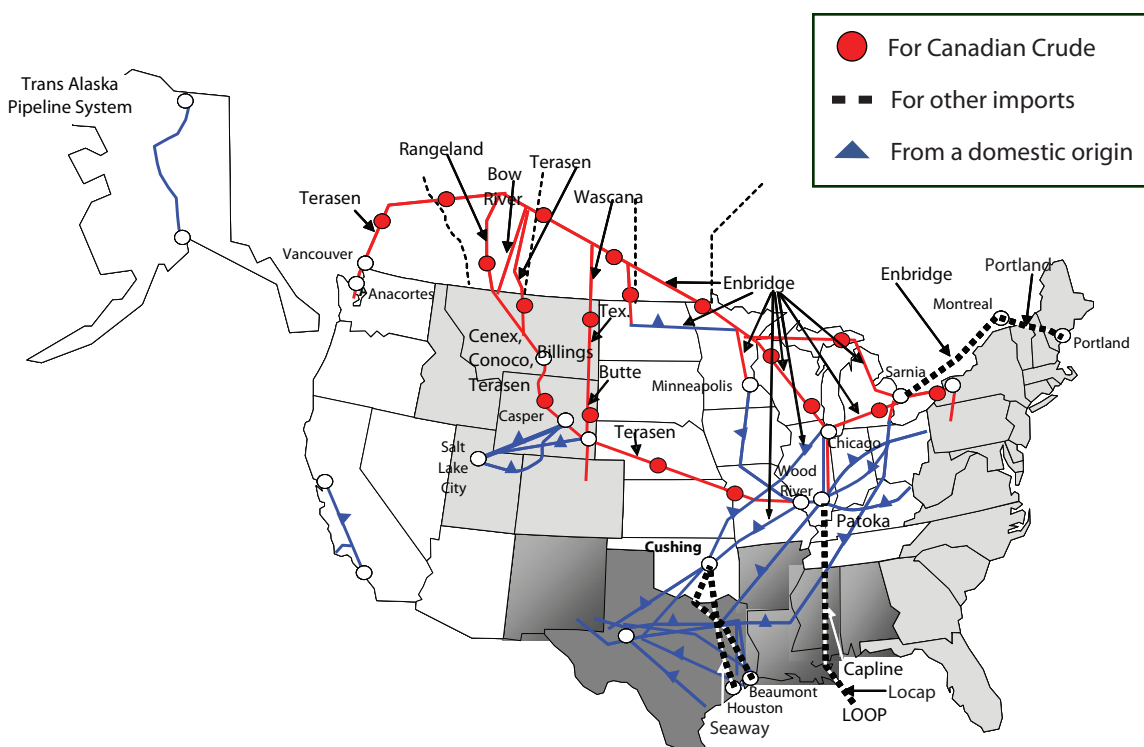 For Canadian Crude
For other imports
From a domestic origin
Trans Alaska
Pipeline System
Rangeland
Terasen
Bow
River
Terasen
Wascana
Vancouver
Anacortes
Enbridge
Enbridge
Portland
Montreal
Portland
Tex.
Cenex,
Conoco,
Billings
Terasen
Butte
Minneapolis
Sarnia
Casper
Terasen
Chicago
Salt
Lake
City
Wood
River
Patoka
Cushing
Capline
Beaumont
Locap
Houston
LOOP
Seaway